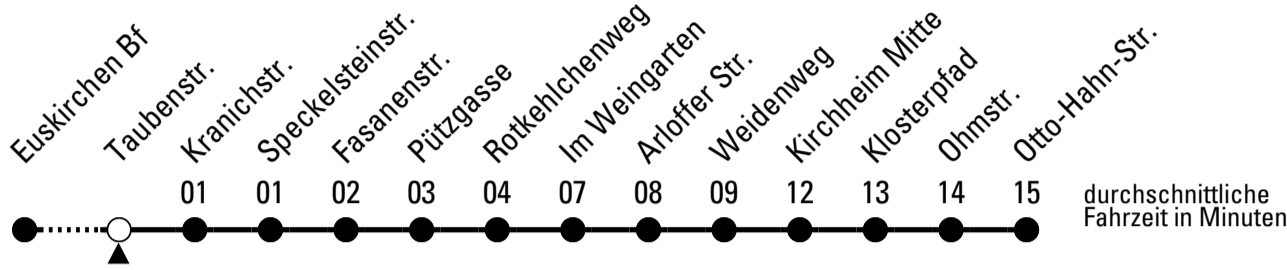 Euskirchen Bf
Taubenstr.
Kranichstr.
Speckelsteinstr.
Fasanenstr.
Pützgasse
Rotkehlchenweg
Im Weingarten
Arloffer Str.
Weidenweg
Kirchheim Mitte
Klosterpfad
Ohmstr.
Otto-Hahn-Str.
01 01 02 03 04 07 08 09 12 13 14 15
durchschnittliche
Fahrzeit in Minuten